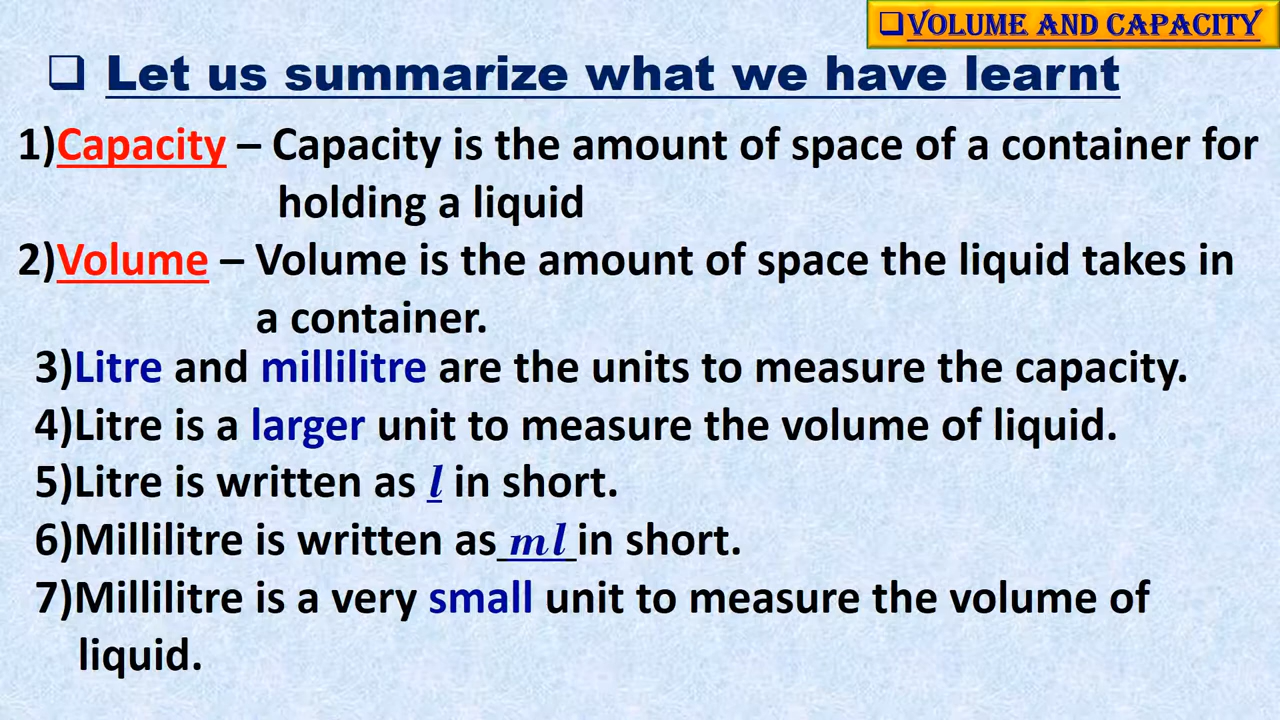 ❑VOLUME AND CAPACITY
❑ Let us summarize what we have learnt
1)Capacity – Capacity is the amount of space of a container for
holding a liquid
2)Volume – Volume is the amount of space the liquid takes in
a container.
3)Litre and millilitre are the units to measure the capacity.
4)Litre is a larger unit to measure the volume of liquid.
5)Litre is written as l in short.
6)Millilitre is written as ml in short.
7)Millilitre is a very small unit to measure the volume of
liquid.